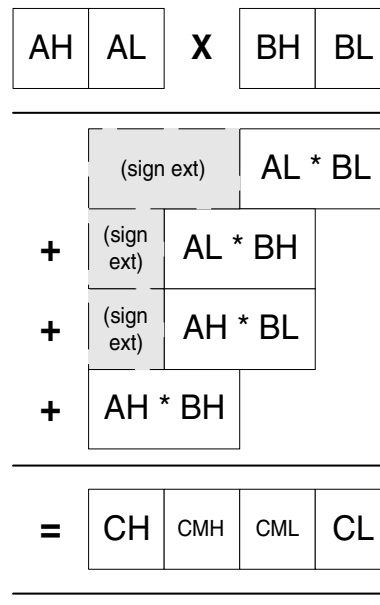 AH AL X BH BL
(sign ext) AL * BL
+ (sign ext) AL * BH
+ (sign ext) AH * BL
+ AH * BH
= CH CMH CML CL